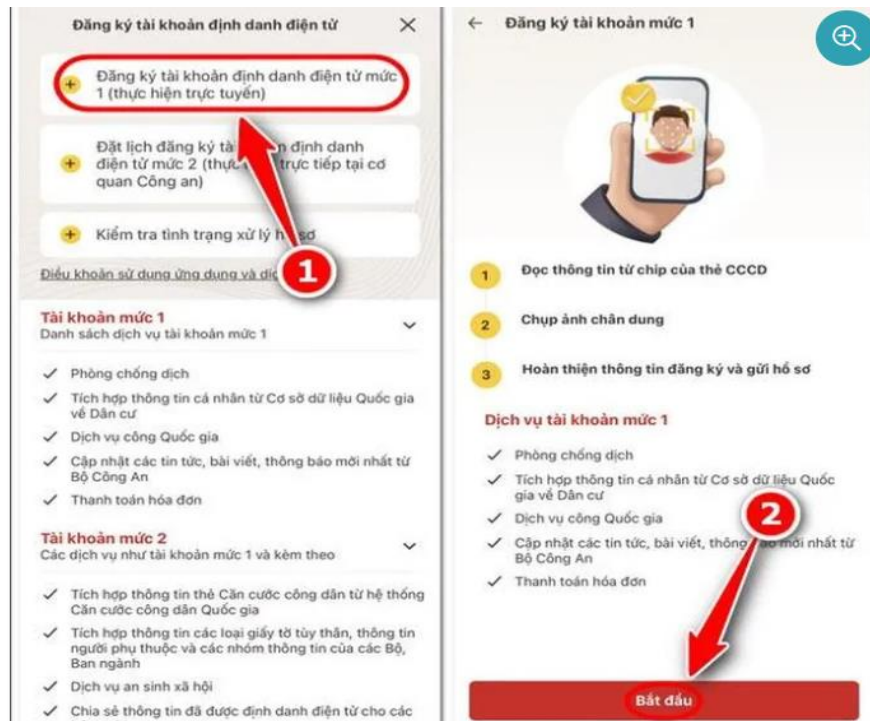 Đăng ký tài khoản định danh điện tử
Đăng ký tài khoản định danh điện tử mức
1 (thực hiện trực tuyến)
Đặt lịch đăng ký tà n định danh
điện tử mức 2 (thự trực tiếp tại cơ
quan Công an)
Kiểm tra tình trạng xử lý h sơ
Điều khoản sử dụng ứng dụng và dị
1
Tài khoản mức 1
Danh sách dịch vụ tài khoản mức 1
Phòng chống dịch
Tích hợp thông tin cá nhân từ Cơ sở dữ liệu Quốc gia
về Dân cư
Dịch vụ công Quốc gia
Cập nhật các tin tức, bài viết, thông báo mới nhất từ
Bộ Công An
Thanh toán hóa đơn
Tài khoản mức 2
Các dịch vụ như tài khoản mức 1 và kèm theo
Tích hợp thông tin thẻ Căn cước công dân từ hệ thống
Căn cước công dân Quốc gia
Tích hợp thông tin các loại giấy tờ tùy thân, thông tin
người phụ thuộc và các nhóm thông tin của các Bộ,
Ban ngành
Dịch vụ an sinh xã hội
Chia sẻ thông tin đã được định danh điện tử cho các
Đăng ký tài khoản mức 1
1 Đọc thông tin từ chip của thẻ CCCD
2 Chụp ảnh chân dung
3 Hoàn thiện thông tin đăng ký và gửi hồ sơ
Dịch vụ tài khoản mức 1
Phòng chống dịch
Tích hợp thông tin cá nhân từ Cơ sở dữ liệu Quốc
gia về Dân cư
Dịch vụ công Quốc gia
2
Cập nhật các tin tức, bài viết, thông báo mới nhất từ
Bộ Công An
Thanh toán hóa đơn
Bắt đầu